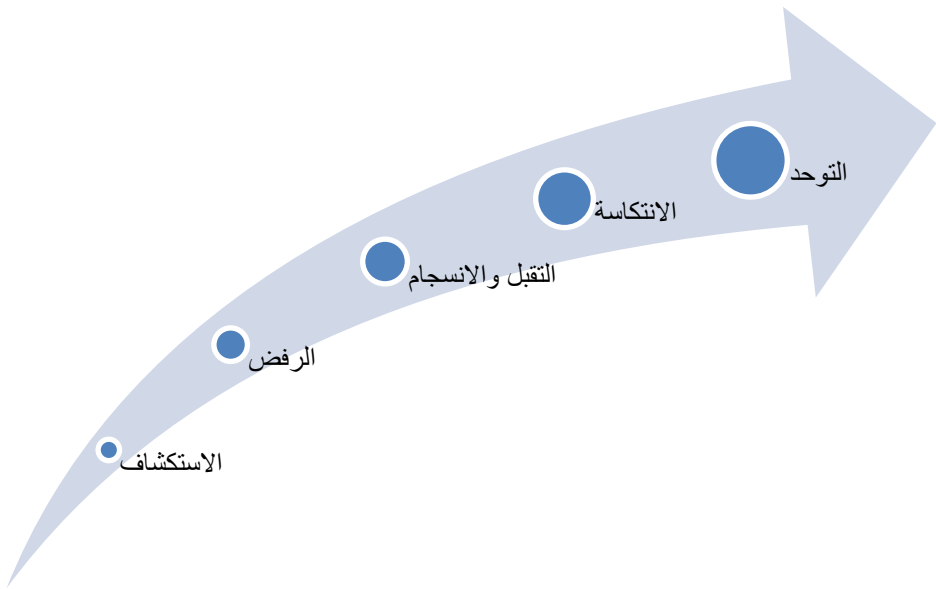 التوحد
الانتكاسة
التقبل والانسجام
الرفض
الاستكشاف